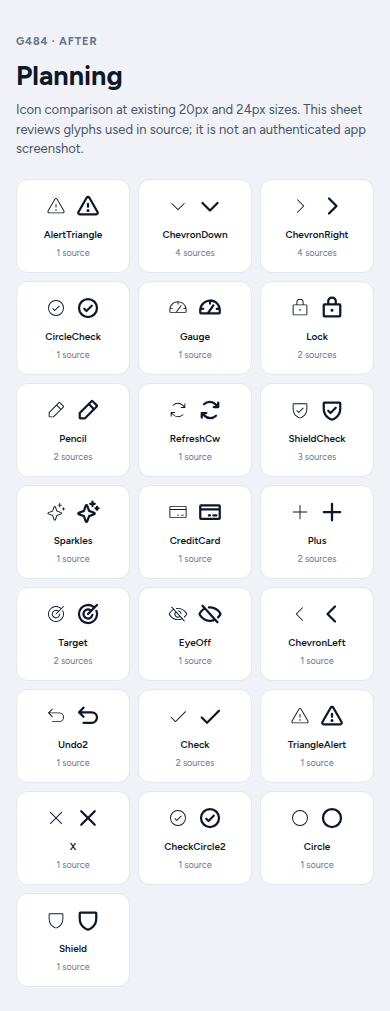 G484 · AFTER
Planning
Icon comparison at existing 20px and 24px sizes. This sheet
reviews glyphs used in source; it is not an authenticated app
screenshot.
AlertTriangle
1 source
ChevronDown
4 sources
ChevronRight
4 sources
CircleCheck
1 source
Gauge
1 source
Lock
2 sources
Pencil
2 sources
RefreshCw
1 source
ShieldCheck
3 sources
Sparkles
1 source
CreditCard
1 source
Plus
2 sources
Target
2 sources
EyeOff
1 source
ChevronLeft
1 source
Undo2
1 source
Check
2 sources
TriangleAlert
1 source
X
1 source
CheckCircle2
1 source
Circle
1 source
Shield
1 source